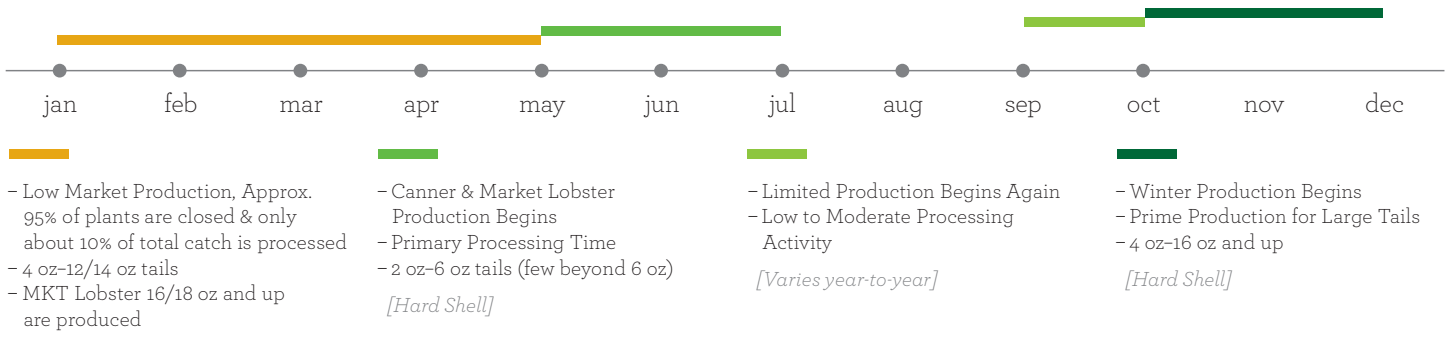 jan feb mar apr may jun jul aug sep oct nov dec
– Low Market Production, Approx.
95% of plants are closed & only
about 10% of total catch is processed
– 4 oz–12/14 oz tails
– MKT Lobster 16/18 oz and up
are produced
– Canner & Market Lobster
Production Begins
– Primary Processing Time
– 2 oz–6 oz tails (few beyond 6 oz)
[Hard Shell]
– Limited Production Begins Again
– Low to Moderate Processing
Activity
[Varies year-to-year]
– Winter Production Begins
– Prime Production for Large Tails
– 4 oz–16 oz and up
[Hard Shell]